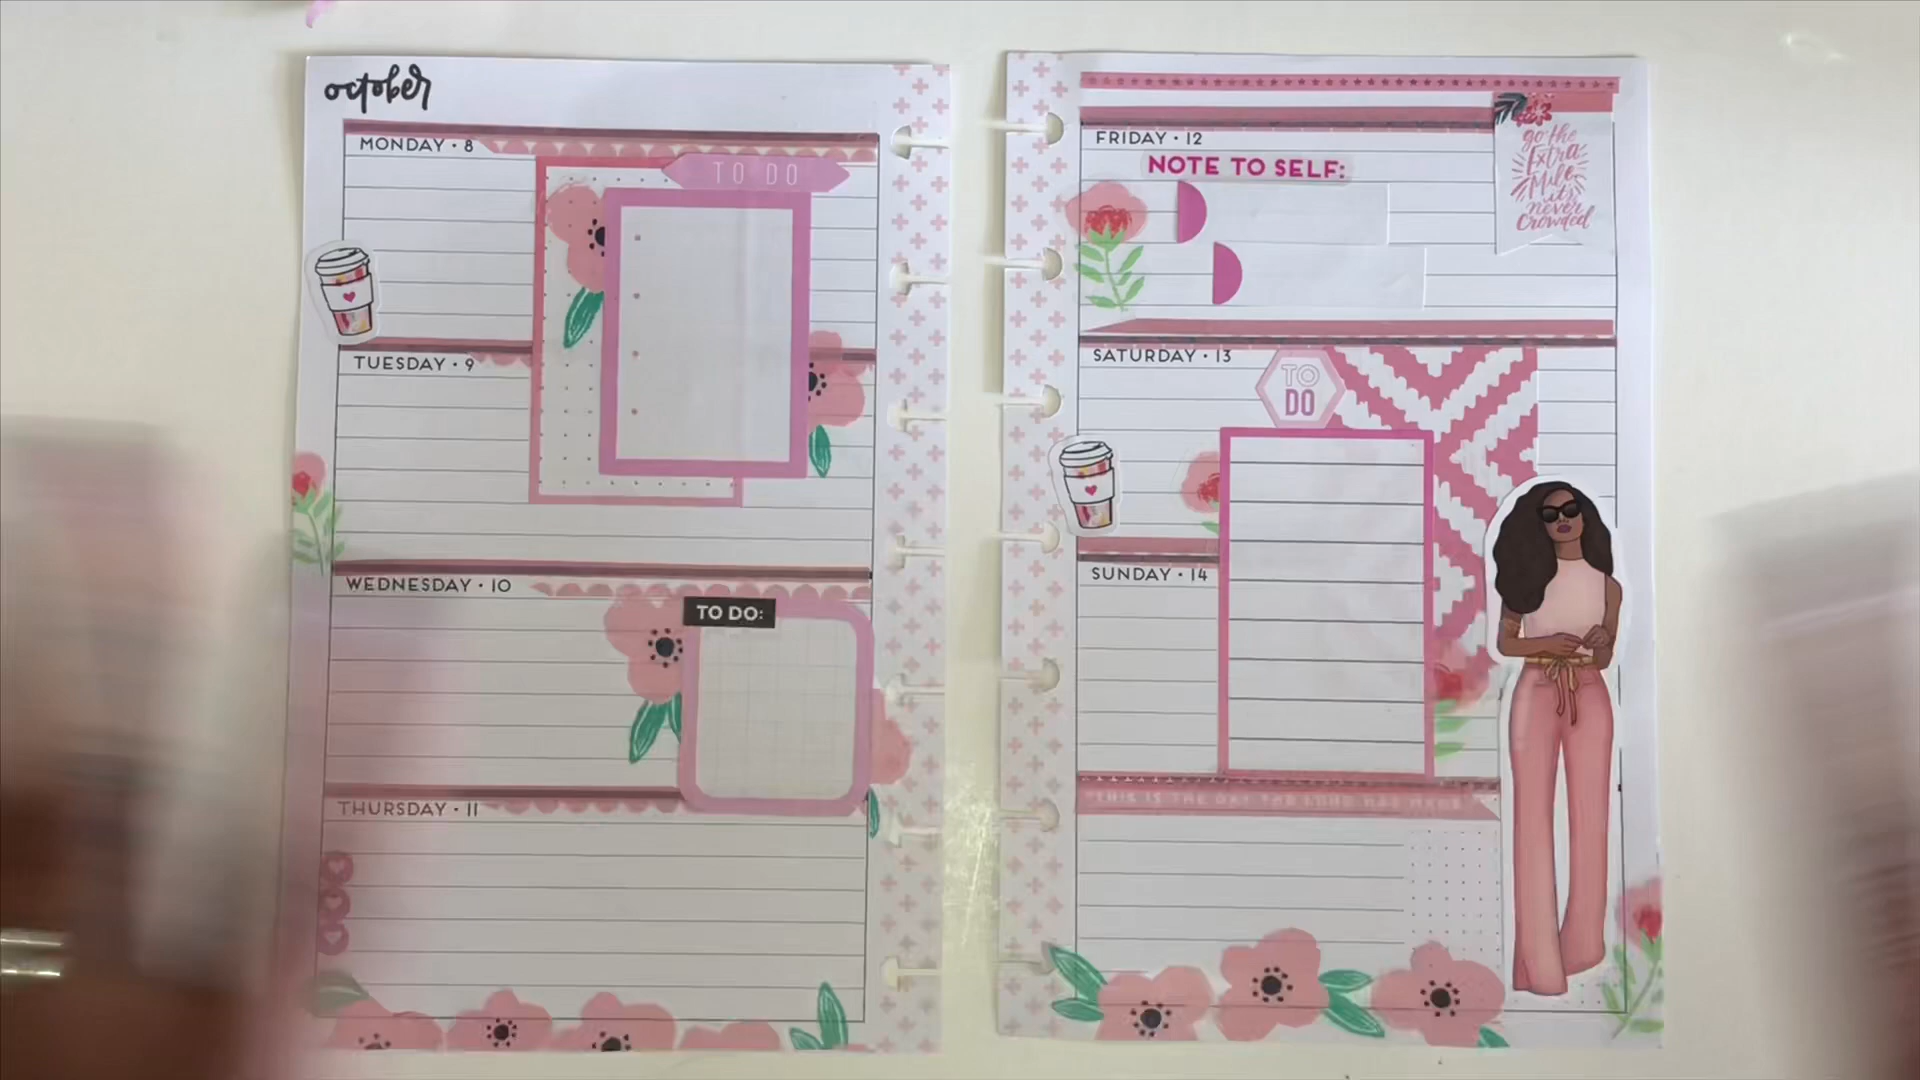 october
MONDAY • 8
TO DO
TUESDAY • 9
WEDNESDAY • 10
TO DO:
THURSDAY • 11
FRIDAY • 12
NOTE TO SELF:
go the
Extra
Mile
it's
never
Crowded
SATURDAY • 13
TO
DO
SUNDAY • 14
THIS IS THE DAY THE LORD HAS MADE